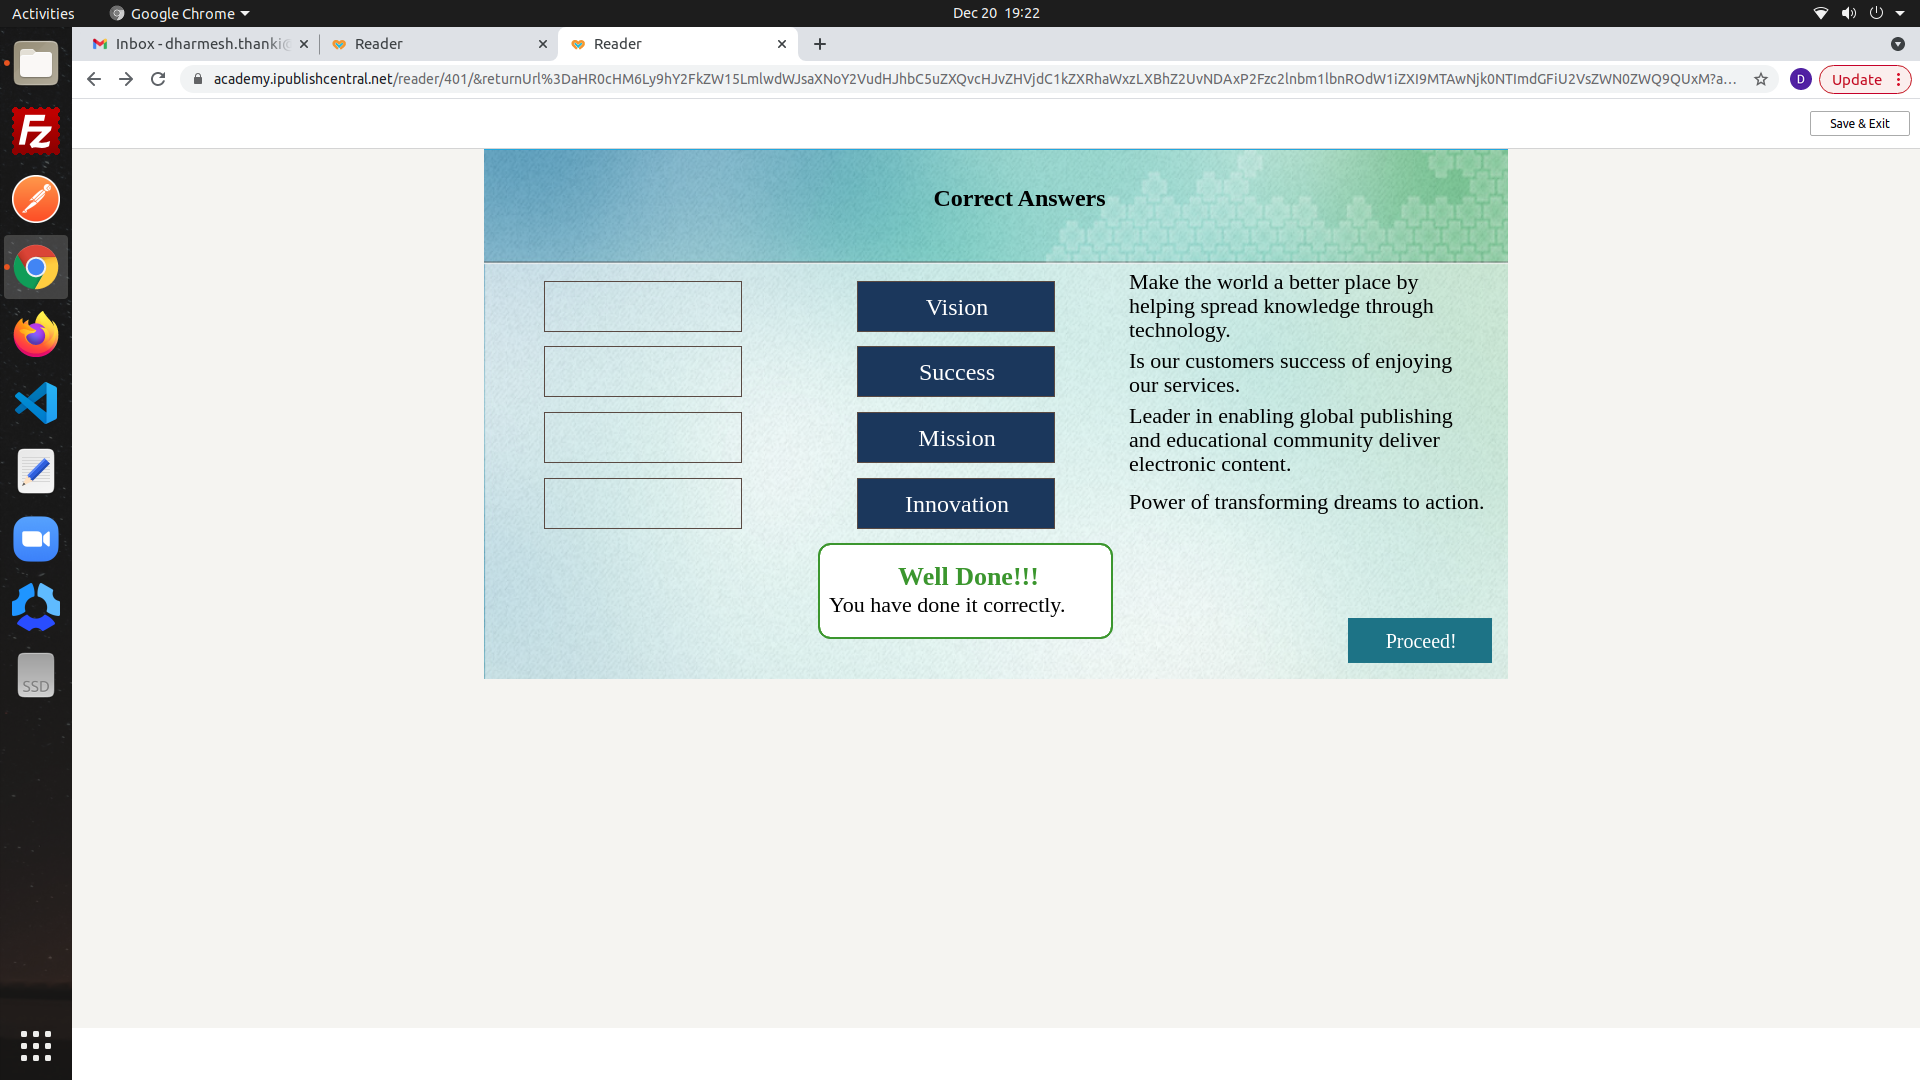 Activities
Google Chrome
Dec 20 19:22
Inbox - dharmesh.thanki@
Reader
Reader
academy.ipublishcentral.net/reader/401/&returnUrl%3DaHR0cHM6Ly9hY2FkZW15LmlwdWJsaXNoY2VudHJhbC5uZXQvcHJvZHVjdC1kZXRhaWxzLXBhZ2UvNDAxP2Fzc2lnbm1lbnROdW1iZXI9MTAwNjk0NTImdGFiU2VsZWN0ZWQ9QUxM?a...
D
Update
Save & Exit
Correct Answers
Vision
Make the world a better place by
helping spread knowledge through
technology.
Success
Is our customers success of enjoying
our services.
Mission
Leader in enabling global publishing
and educational community deliver
electronic content.
Innovation
Power of transforming dreams to action.
Well Done!!!
You have done it correctly.
Proceed!
Fz
SSD